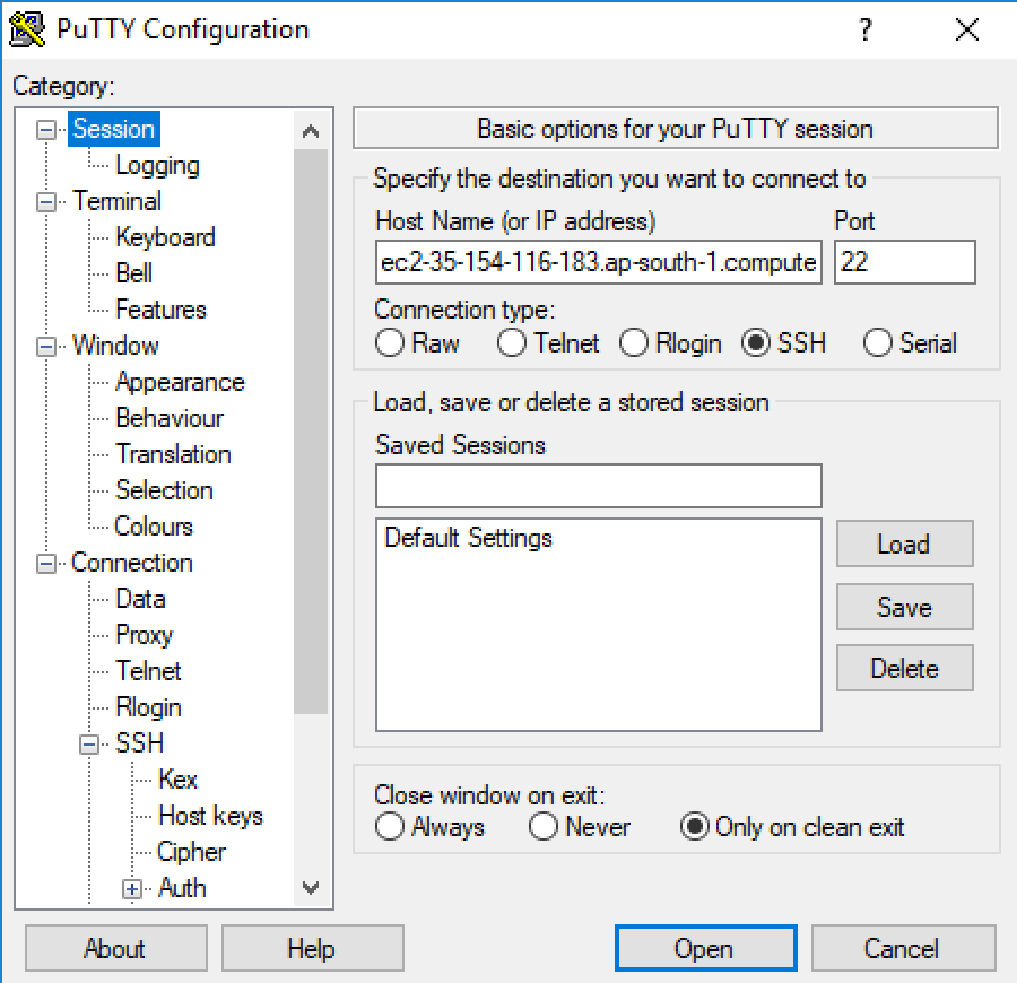 PuTTY Configuration
?
Category:
Session
Logging
Terminal
Keyboard
Bell
Features
Window
Appearance
Behaviour
Translation
Selection
Colours
Connection
Data
Proxy
Telnet
Rlogin
SSH
Kex
Host keys
Cipher
Auth
Basic options for your PuTTY session
Specify the destination you want to connect to
Host Name (or IP address) Port
ec2-35-154-116-183.ap-south-1.compute 22
Connection type:
Raw Telnet Rlogin SSH Serial
Load, save or delete a stored session
Saved Sessions
Default Settings
Load
Save
Delete
Close window on exit:
Always Never Only on clean exit
About Help Open Cancel